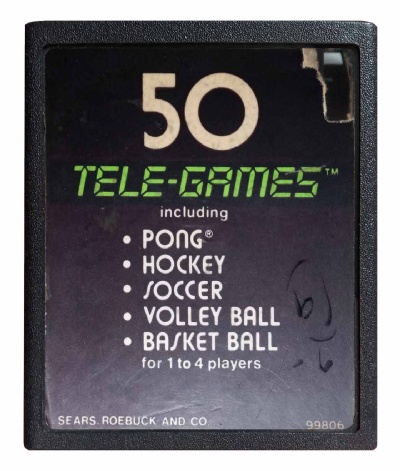 50
TELE-GAMES™
including
• PONG®
• HOCKEY
• SOCCER
• VOLLEY BALL
• BASKET BALL
for 1 to 4 players
SEARS, ROEBUCK AND CO. 99806